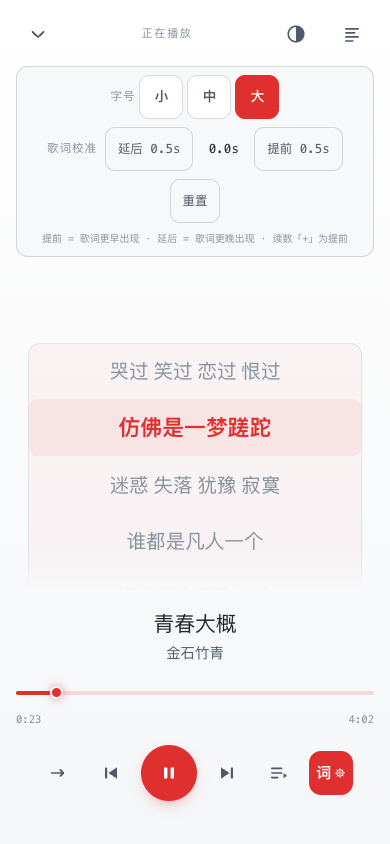 正在播放
字号 小 中 大
歌词校准 延后 0.5s 0.0s 提前 0.5s
重置
提前 = 歌词更早出现 · 延后 = 歌词更晚出现 · 读数「+」为提前
哭过 笑过 恋过 恨过
仿佛是一梦蹉跎
迷惑 失落 犹豫 寂寞
谁都是凡人一个
青春大概
金石竹青
0:23 4:02
词